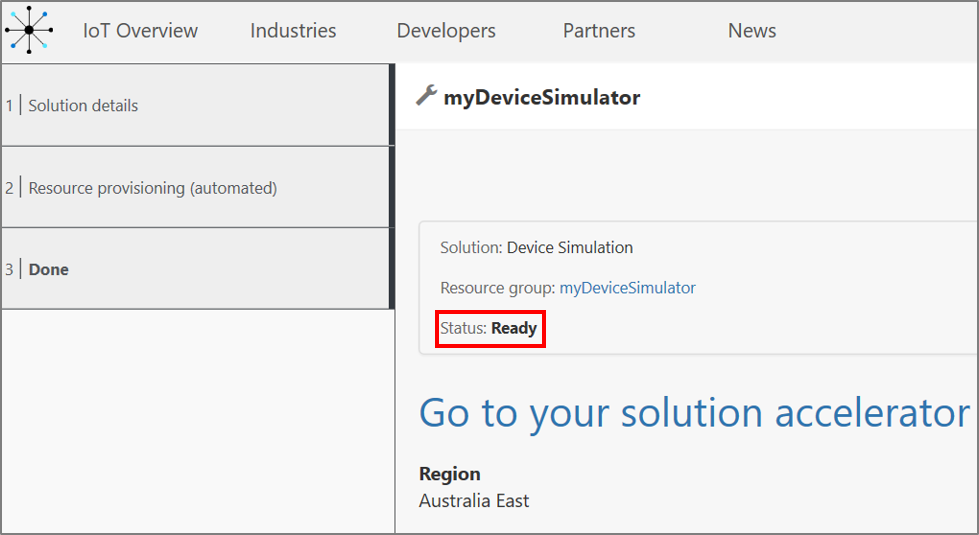 IoT Overview Industries Developers Partners News
1 | Solution details
2 | Resource provisioning (automated)
3 | Done
myDeviceSimulator
Solution: Device Simulation
Resource group: myDeviceSimulator
Status: Ready
Go to your solution accelerator
Region
Australia East